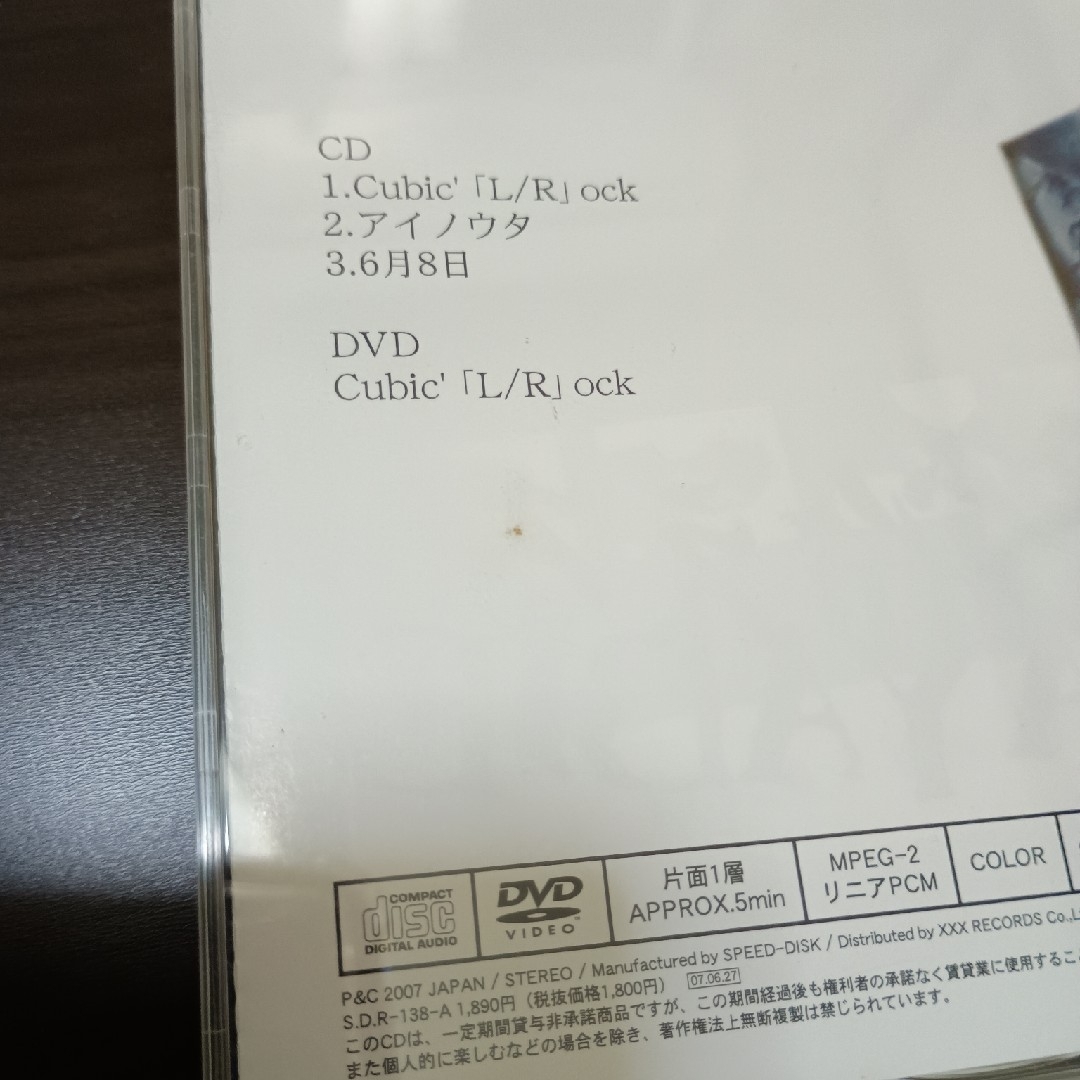 CD
1.Cubic'「L/R」ock
2.アイノウタ
3.6月8日
DVD
Cubic'「L/R」ock
COMPACT
disc
DIGITAL AUDIO
DVD
VIDEO
片面1層
APPROX.5min
MPEG-2
リニアPCM
COLOR
P&C 2007 JAPAN / STEREO / Manufactured by SPEED-DISK / Distributed by XXX RECORDS Co.,L
S.D.R-138-A 1,890円（税抜価格1,800円） 07.06.27
このCDは、一定期間貸与非承諾商品ですが、この期間経過後も権利者の承諾なく賃貸業に使用するこ
また個人的に楽しむなどの場合を除き、著作権法上無断複製は禁じられています。